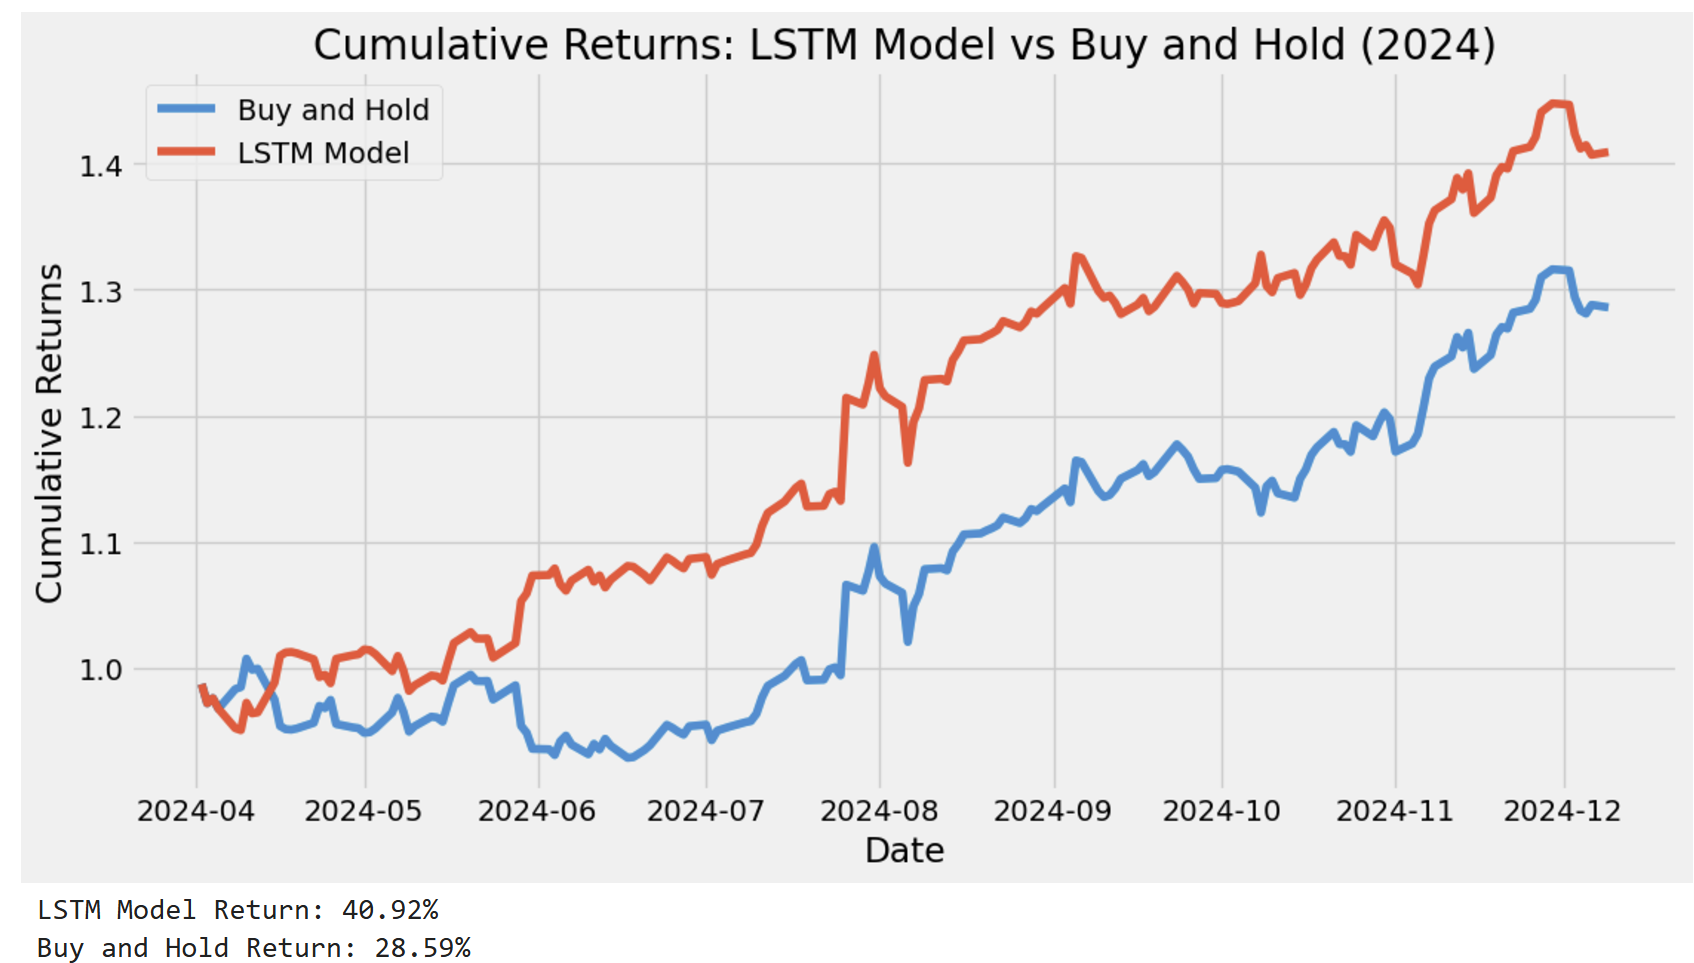 Cumulative Returns: LSTM Model vs Buy and Hold (2024)
Buy and Hold
LSTM Model
Cumulative Returns
1.4
1.3
1.2
1.1
1.0
2024-04 2024-05 2024-06 2024-07 2024-08 2024-09 2024-10 2024-11 2024-12
Date
LSTM Model Return: 40.92%
Buy and Hold Return: 28.59%